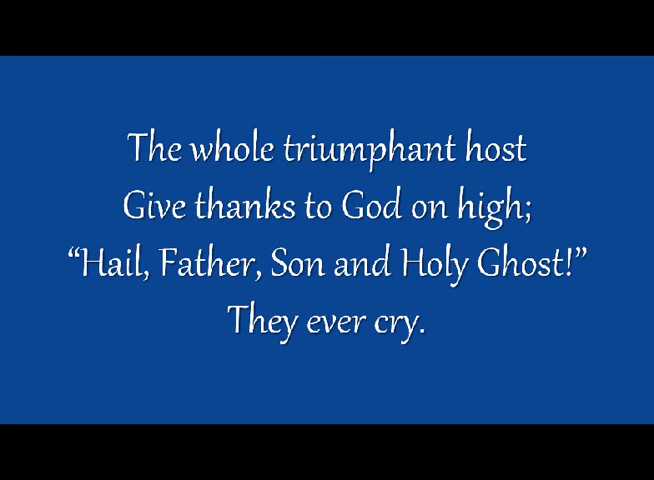 The whole triumphant host
Give thanks to God on high;
“Hail, Father, Son and Holy Ghost!”
They ever cry.